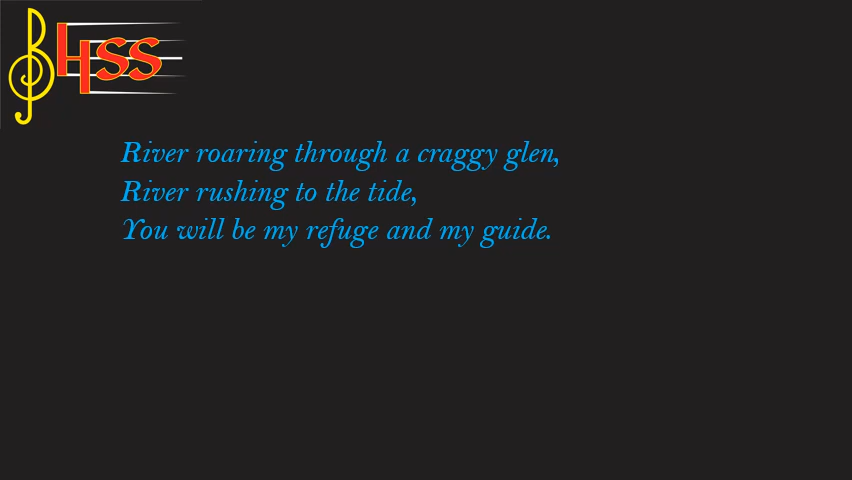 HSS
River roaring through a craggy glen,
River rushing to the tide,
You will be my refuge and my guide.